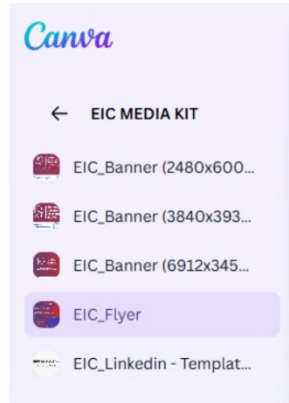 Canva
← EIC MEDIA KIT
EIC_Banner (2480x600...
EIC_Banner (3840x393...
EIC_Banner (6912x345...
EIC_Flyer
EIC_Linkedin - Templat...